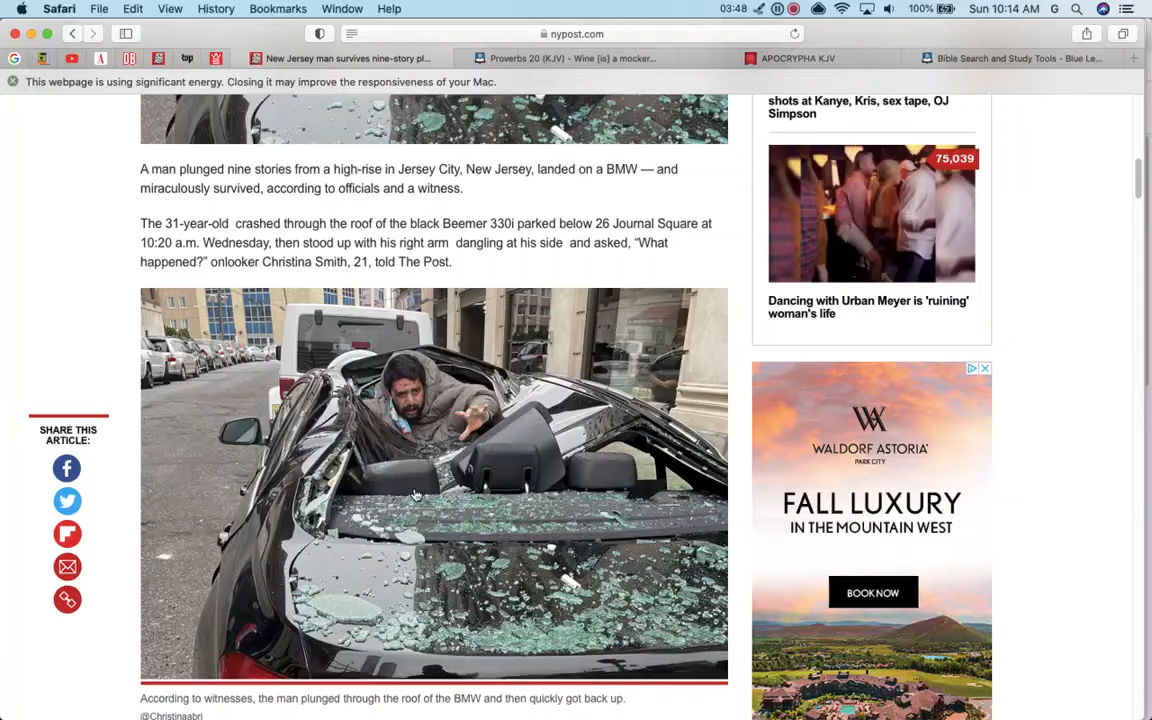 Safari File Edit View History Bookmarks Window Help 03:48 100% Sun 10:14 AM G
nypost.com
New Jersey man survives nine-story pl... Proverbs 20 (KJV) - Wine [is] a mocker... APOCRYPHA KJV Bible Search and Study Tools - Blue Le...
This webpage is using significant energy. Closing it may improve the responsiveness of your Mac.
shots at Kanye, Kris, sex tape, OJ
Simpson
A man plunged nine stories from a high-rise in Jersey City, New Jersey, landed on a BMW — and
miraculously survived, according to officials and a witness.
The 31-year-old crashed through the roof of the black Beemer 330i parked below 26 Journal Square at
10:20 a.m. Wednesday, then stood up with his right arm dangling at his side and asked, “What
happened?” onlooker Christina Smith, 21, told The Post.
75,039
Dancing with Urban Meyer is 'ruining'
woman's life
SHARE THIS
ARTICLE:
WALDORF ASTORIA
PARK CITY
FALL LUXURY
IN THE MOUNTAIN WEST
BOOK NOW
According to witnesses, the man plunged through the roof of the BMW and then quickly got back up.
@Christinaabri